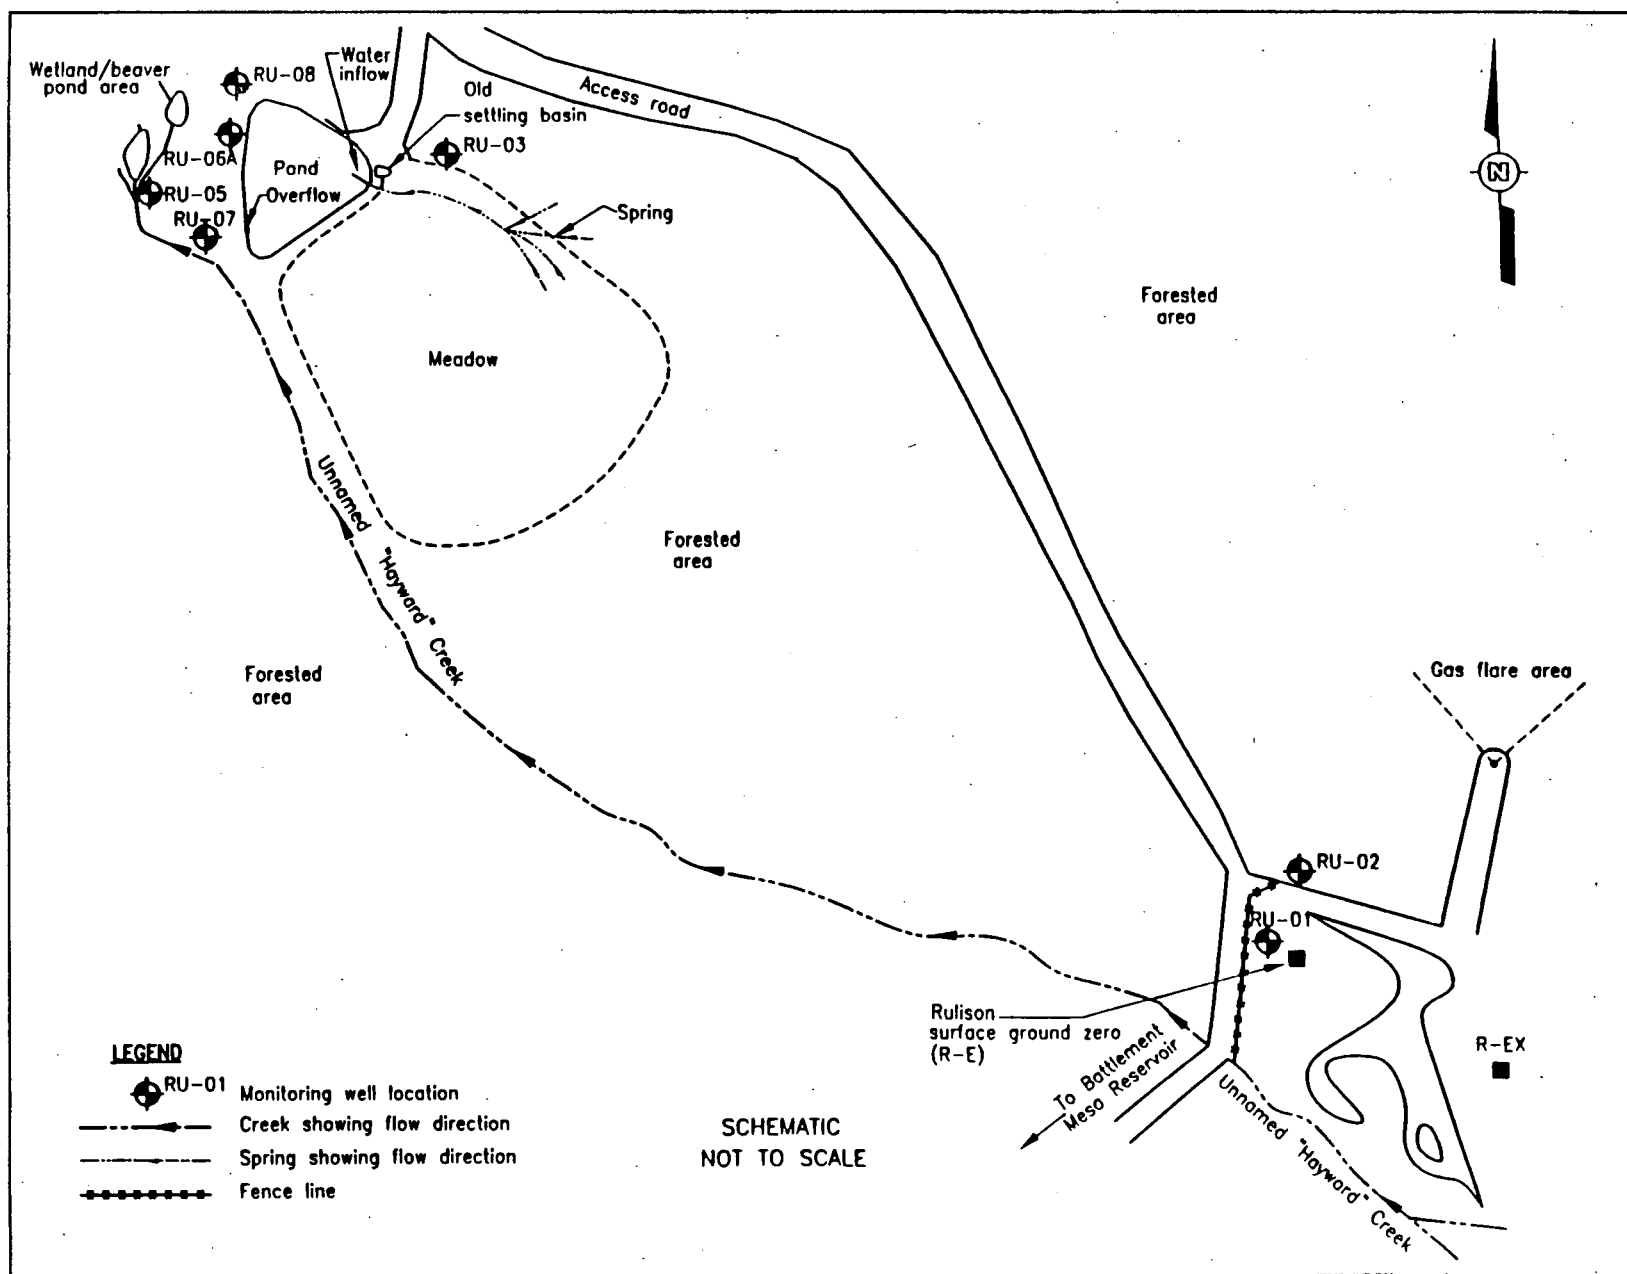 Wetland/beaver
pond area
RU-08
Water
inflow
Old
settling basin
Access road
RU-03
RU-06A
Pond
RU-05
Overflow
RU-07
Spring
N
Forested
area
Meadow
Unnamed "Hayward" Creek
Forested
area
Forested
area
Gas flare area
RU-02
RU-01
Rulison
surface ground zero
(R-E)
R-EX
To Battlement
Mesa Reservoir
Unnamed "Hayward" Creek
LEGEND
RU-01 Monitoring well location
Creek showing flow direction
Spring showing flow direction
Fence line
SCHEMATIC
NOT TO SCALE